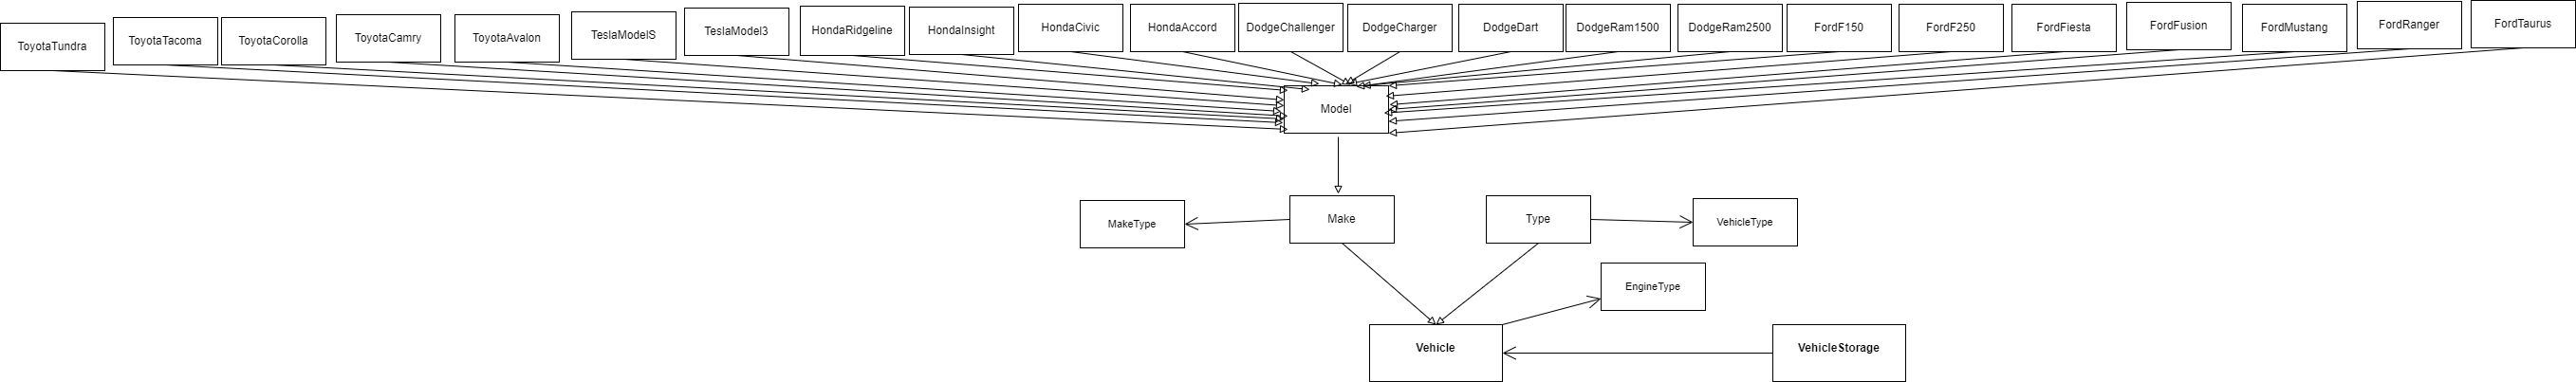 ToyotaTundra
ToyotaTacoma
ToyotaCorolla
ToyotaCamry
ToyotaAvalon
TeslaModelS
TeslaModel3
HondaRidgeline
HondaInsight
HondaCivic
HondaAccord
DodgeChallenger
DodgeCharger
DodgeDart
DodgeRam1500
DodgeRam2500
FordF150
FordF250
FordFiesta
FordFusion
FordMustang
FordRanger
FordTaurus
Model
MakeType
Make
Type
VehicleType
EngineType
Vehicle
VehicleStorage